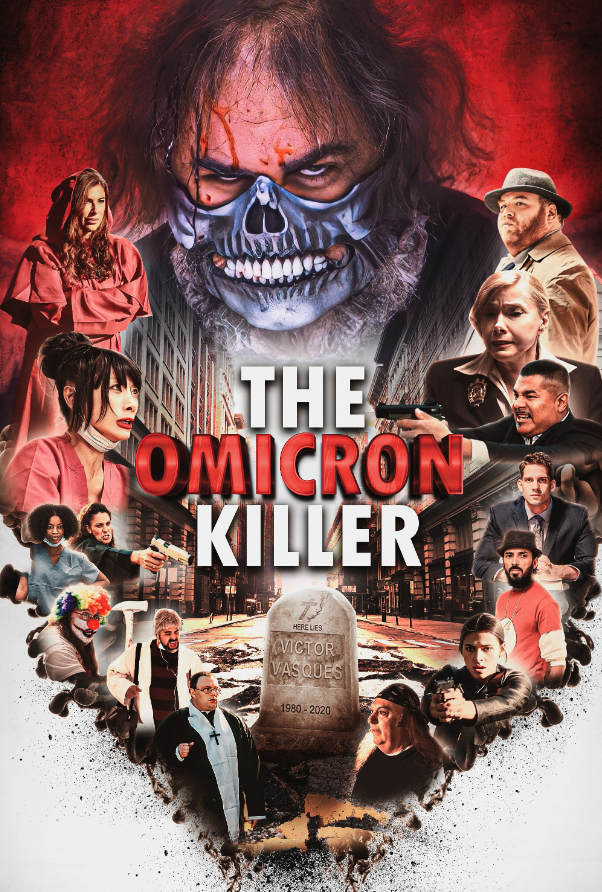 THE
OMICRON
KILLER
HERE LIES
VICTOR
VASQUES
1980 - 2020